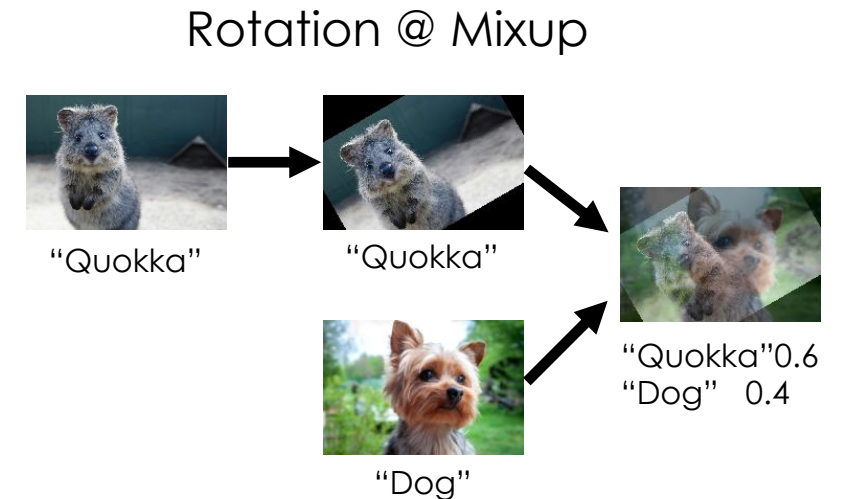 Rotation @ Mixup
“Quokka”
“Quokka”
“Quokka”0.6
“Dog” 0.4
“Dog”